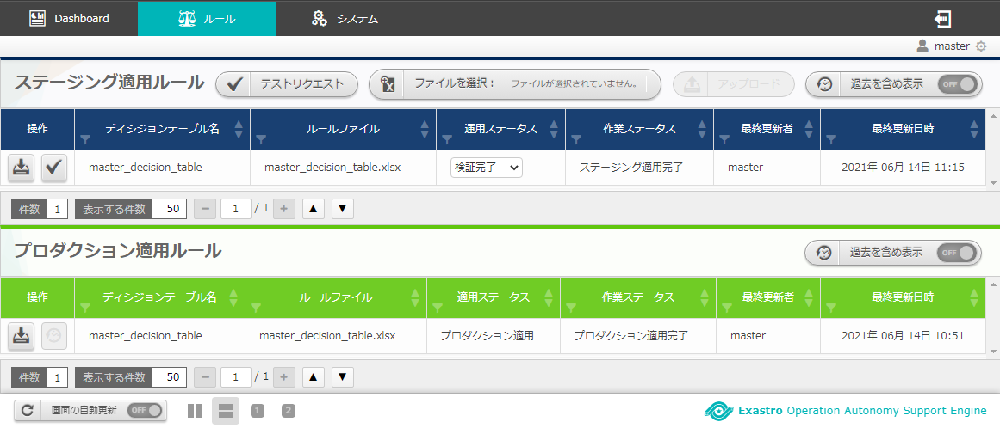 Dashboard ルール システム
master
ステージング適用ルール テストリクエスト ファイルを選択： ファイルが選択されていません。 アップロード 過去を含め表示 OFF
操作 ディシジョンテーブル名 ルールファイル 運用ステータス 作業ステータス 最終更新者 最終更新日時
master_decision_table master_decision_table.xlsx 検証完了 ステージング適用完了 master 2021年 06月 14日 11:15
件数 1 表示する件数 50 － 1 / 1 + ▲ ▼
プロダクション適用ルール 過去を含め表示 OFF
操作 ディシジョンテーブル名 ルールファイル 適用ステータス 作業ステータス 最終更新者 最終更新日時
master_decision_table master_decision_table.xlsx プロダクション適用 プロダクション適用完了 master 2021年 06月 14日 10:51
件数 1 表示する件数 50 － 1 / 1 + ▲ ▼
画面の自動更新 OFF 1 2 Exastro Operation Autonomy Support Engine